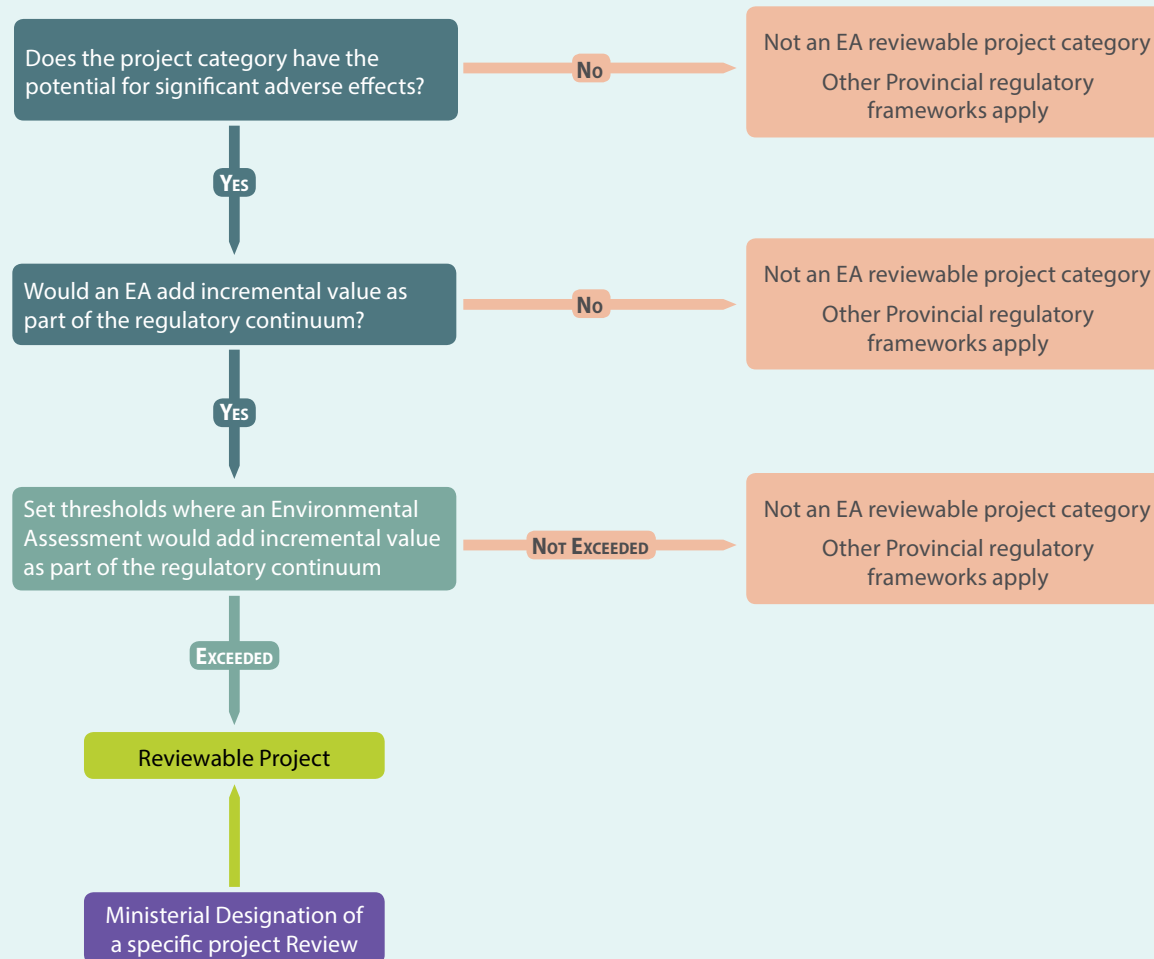 Does the project category have the
potential for significant adverse effects?
No
Not an EA reviewable project category
Other Provincial regulatory
frameworks apply
Yes
Would an EA add incremental value as
part of the regulatory continuum?
No
Not an EA reviewable project category
Other Provincial regulatory
frameworks apply
Yes
Set thresholds where an Environmental
Assessment would add incremental value
as part of the regulatory continuum
Not Exceeded
Not an EA reviewable project category
Other Provincial regulatory
frameworks apply
Exceeded
Reviewable Project
Ministerial Designation of
a specific project Review